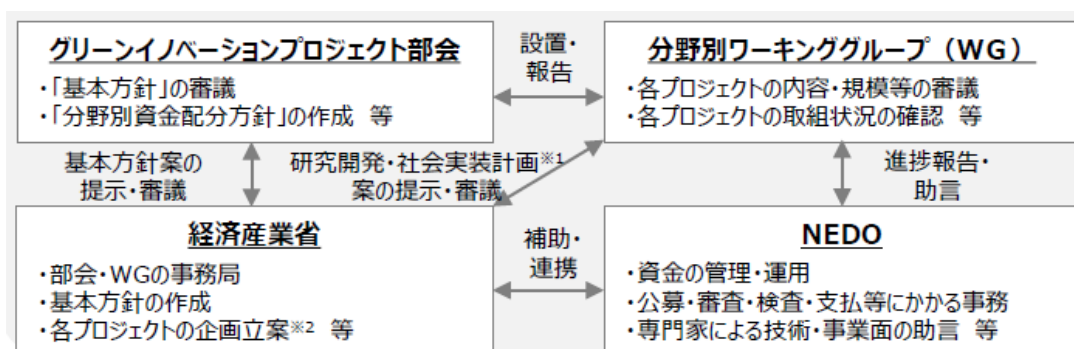 グリーンイノベーションプロジェクト部会
・「基本方針」の審議
・「分野別資金配分方針」の作成 等
設置・
報告
分野別ワーキンググループ（WG）
・各プロジェクトの内容・規模等の審議
・各プロジェクトの取組状況の確認 等
基本方針案の
提示・審議
研究開発・社会実装計画※1
案の提示・審議
進捗報告・
助言
経済産業省
・部会・WGの事務局
・基本方針の作成
・各プロジェクトの企画立案※2 等
補助・
連携
NEDO
・資金の管理・運用
・公募・審査・検査・支払等にかかる事務
・専門家による技術・事業面の助言 等